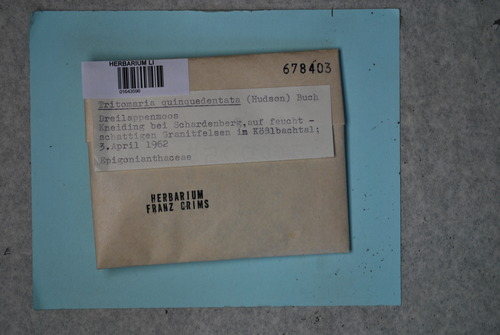 HERBARIUM LI
678403
Tritomaria quinquedentata (Hudson) Buch
Dreilappenmoos
Kneiding bei Schardenberg, auf feucht -
schattigen Granitfelsen im Kößlbachtal;
3.April 1962
Epigonianthaceae
HERBARIUM
FRANZ GRIMS